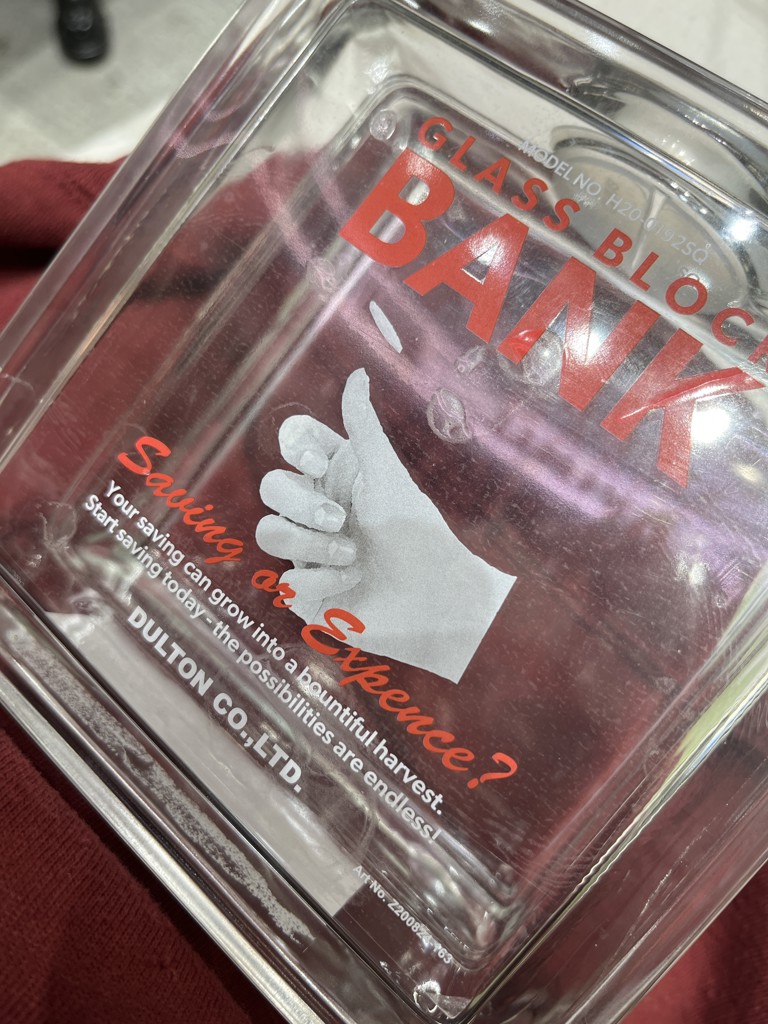 MODEL NO. H20-0192SQ
GLASS BLOCK
BANK
Saving or Expence?
Your saving can grow into a bountiful harvest.
Start saving today - the possibilities are endless!
DULTON CO.,LTD.
Art No.